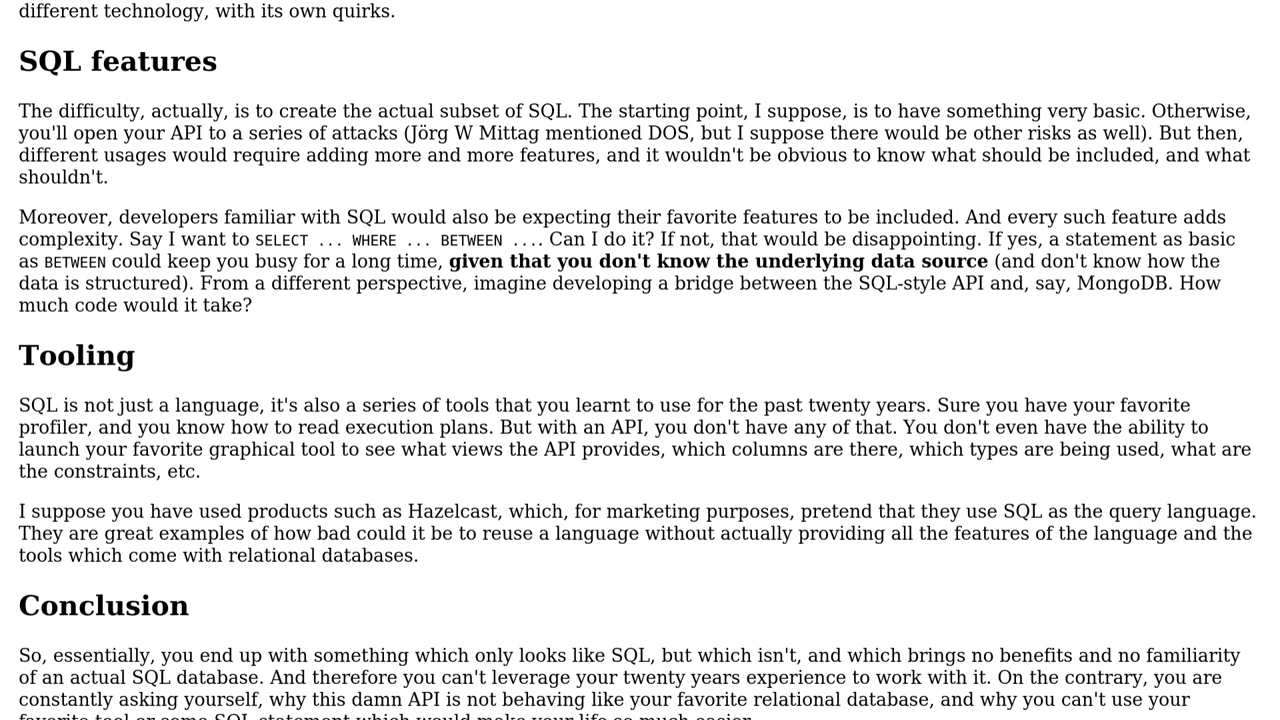 different technology, with its own quirks.
SQL features
The difficulty, actually, is to create the actual subset of SQL. The starting point, I suppose, is to have something very basic. Otherwise,
you'll open your API to a series of attacks (Jörg W Mittag mentioned DOS, but I suppose there would be other risks as well). But then,
different usages would require adding more and more features, and it wouldn't be obvious to know what should be included, and what
shouldn't.
Moreover, developers familiar with SQL would also be expecting their favorite features to be included. And every such feature adds
complexity. Say I want to SELECT ... WHERE ... BETWEEN .... Can I do it? If not, that would be disappointing. If yes, a statement as basic
as BETWEEN could keep you busy for a long time, given that you don't know the underlying data source (and don't know how the
data is structured). From a different perspective, imagine developing a bridge between the SQL-style API and, say, MongoDB. How
much code would it take?
Tooling
SQL is not just a language, it's also a series of tools that you learnt to use for the past twenty years. Sure you have your favorite
profiler, and you know how to read execution plans. But with an API, you don't have any of that. You don't even have the ability to
launch your favorite graphical tool to see what views the API provides, which columns are there, which types are being used, what are
the constraints, etc.
I suppose you have used products such as Hazelcast, which, for marketing purposes, pretend that they use SQL as the query language.
They are great examples of how bad could it be to reuse a language without actually providing all the features of the language and the
tools which come with relational databases.
Conclusion
So, essentially, you end up with something which only looks like SQL, but which isn't, and which brings no benefits and no familiarity
of an actual SQL database. And therefore you can't leverage your twenty years experience to work with it. On the contrary, you are
constantly asking yourself, why this damn API is not behaving like your favorite relational database, and why you can't use your
favorite tool or some SQL statement which would make your life so much easier.